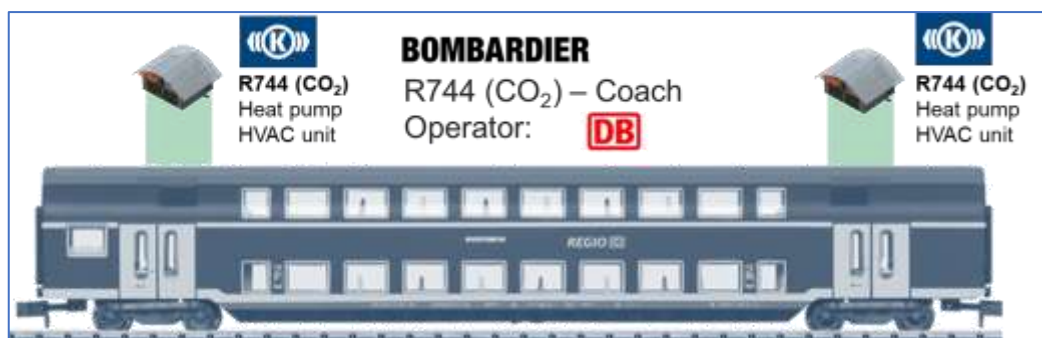 ((K))
R744 (CO₂)
Heat pump
HVAC unit
BOMBARDIER
R744 (CO₂) – Coach
Operator: DB
((K))
R744 (CO₂)
Heat pump
HVAC unit
REGIO